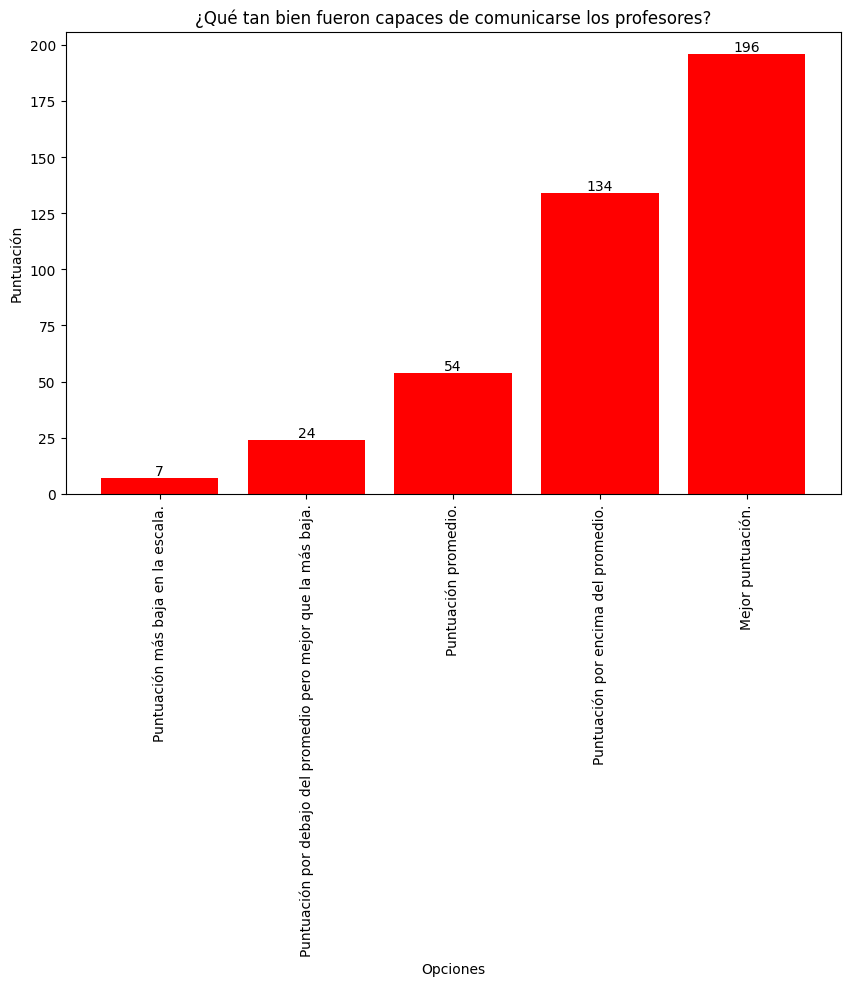 ¿Qué tan bien fueron capaces de comunicarse los profesores?
Puntuación
200
175
150
125
100
75
50
25
0
7
24
54
134
196
Puntuación más baja en la escala.
Puntuación por debajo del promedio pero mejor que la más baja.
Puntuación promedio.
Puntuación por encima del promedio.
Mejor puntuación.
Opciones